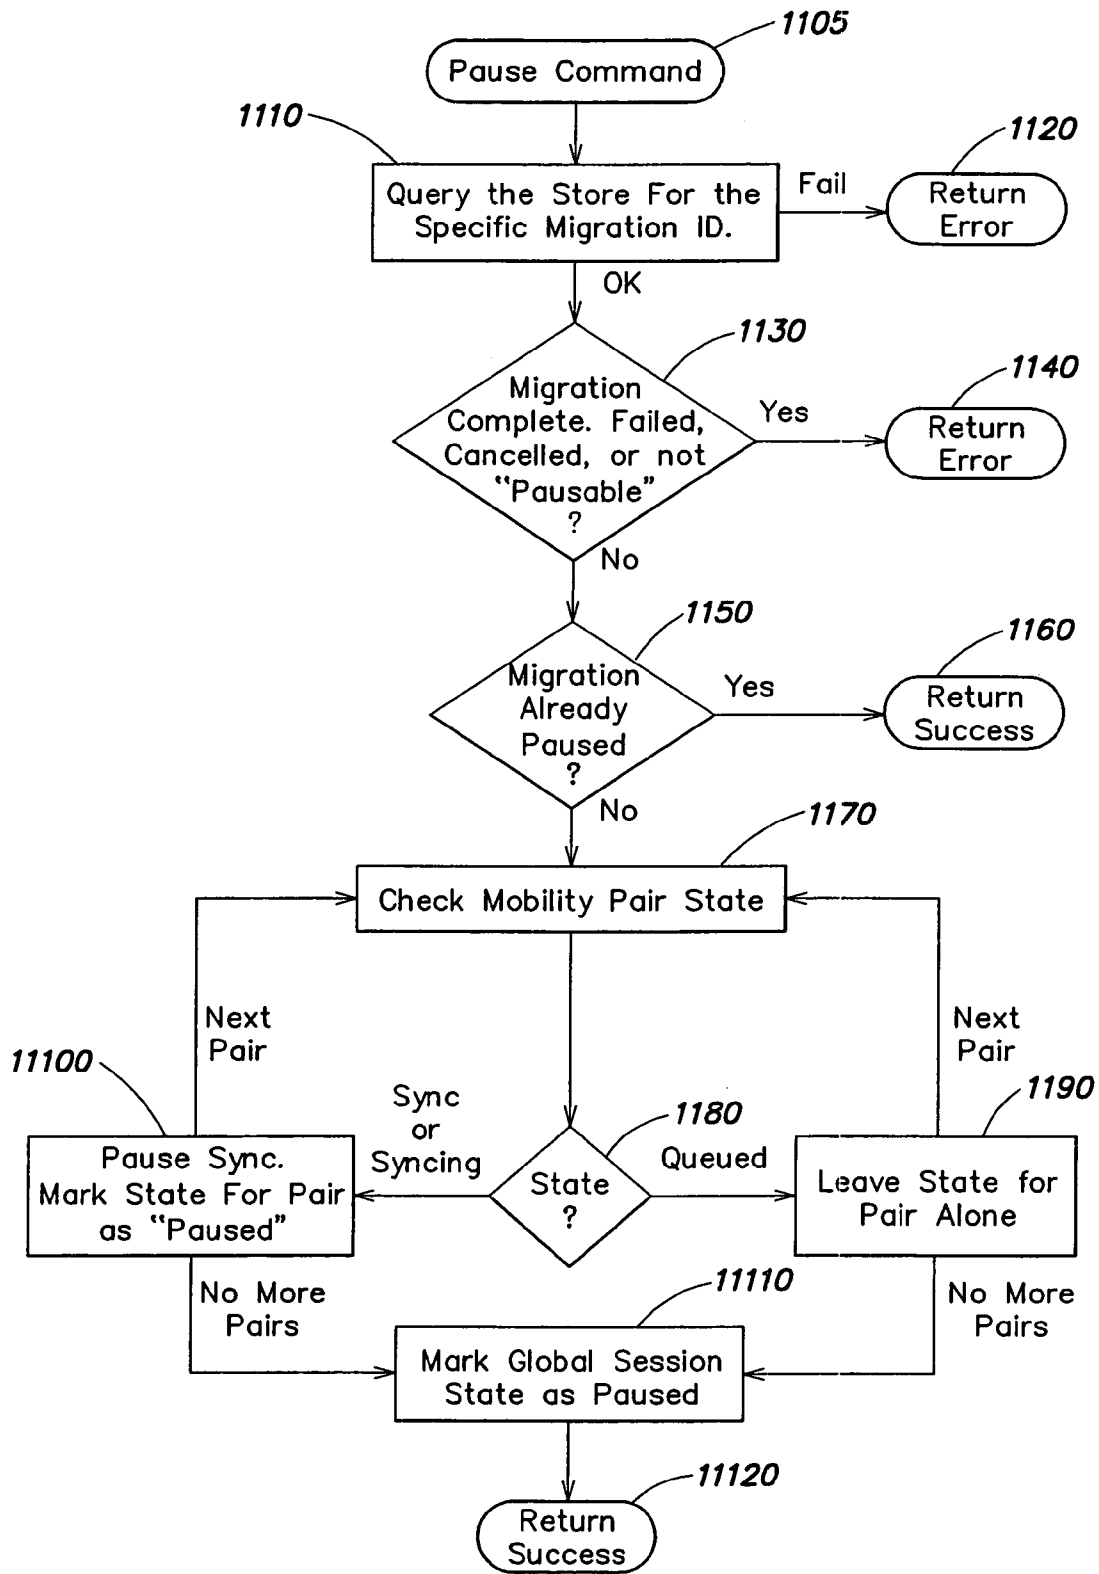 1105
Pause Command
1110
Query the Store For the
Specific Migration ID.
Fail
1120
Return
Error
OK
1130
Migration
Complete. Failed,
Cancelled, or not
"Pausable"
?
Yes
1140
Return
Error
No
1150
Migration
Already
Paused
?
Yes
1160
Return
Success
No
1170
Check Mobility Pair State
Next
Pair
Next
Pair
11100
Pause Sync.
Mark State For Pair
as "Paused"
Sync
or
Syncing
1180
State
?
Queued
1190
Leave State for
Pair Alone
No More
Pairs
No More
Pairs
11110
Mark Global Session
State as Paused
11120
Return
Success